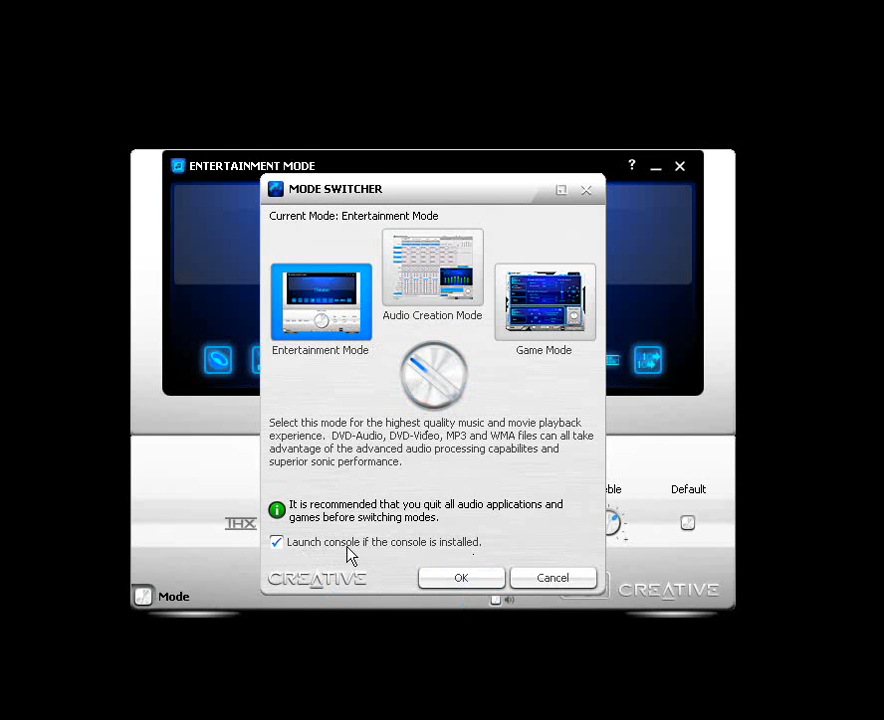 ENTERTAINMENT MODE
?
MODE SWITCHER
Current Mode: Entertainment Mode
Audio Creation Mode
Entertainment Mode
Game Mode
Select this mode for the highest quality music and movie playback
experience. DVD-Audio, DVD-Video, MP3 and WMA files can all take
advantage of the advanced audio processing capabilites and
superior sonic performance.
ble
Default
It is recommended that you quit all audio applications and
games before switching modes.
THX
Launch console if the console is installed.
CREATIVE
OK
Cancel
CREATIVE
Mode